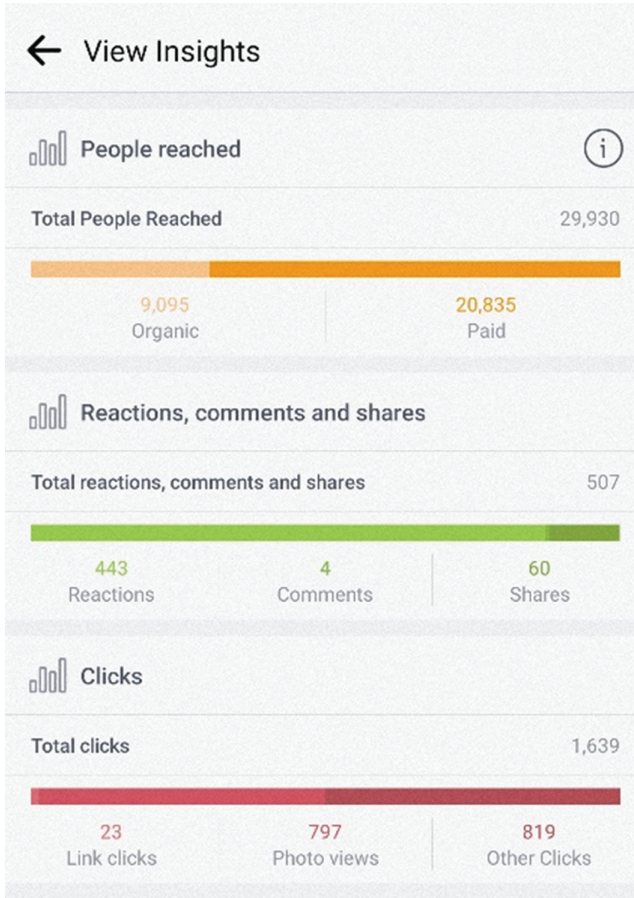 View Insights
People reached
Total People Reached 29,930
9,095 20,835
Organic Paid
Reactions, comments and shares
Total reactions, comments and shares 507
443 4 60
Reactions Comments Shares
Clicks
Total clicks 1,639
23 797 819
Link clicks Photo views Other Clicks